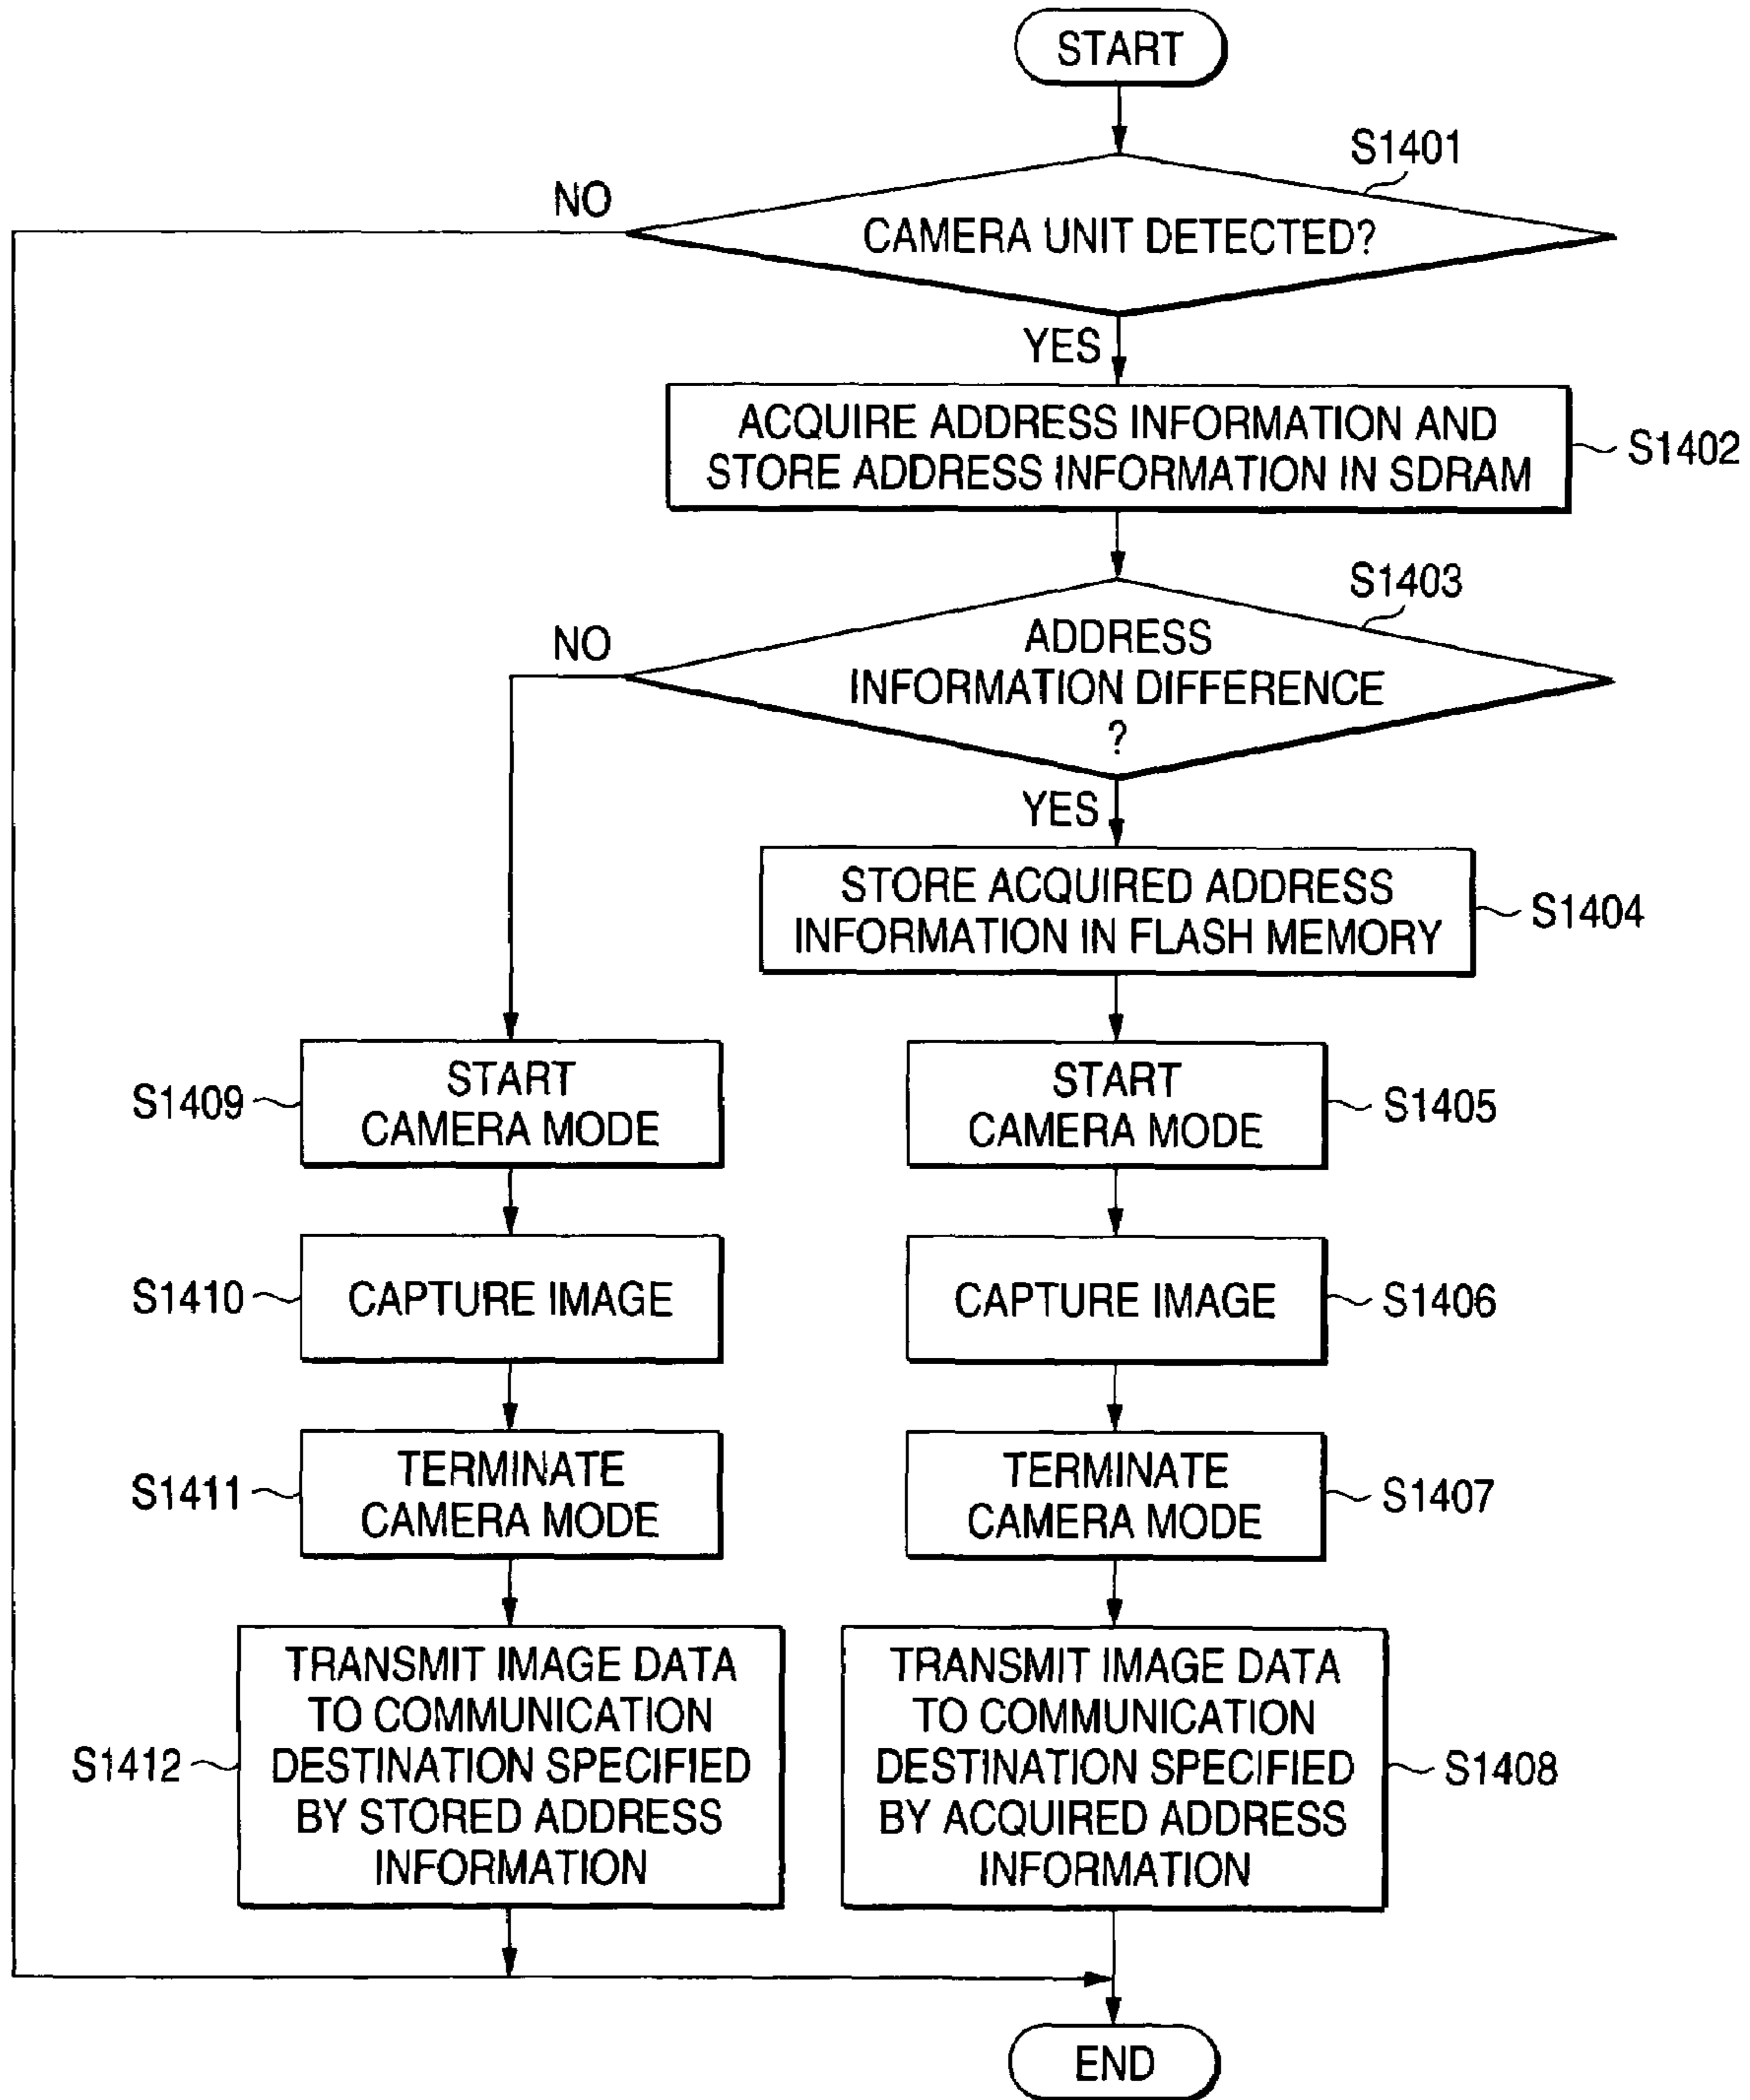 START
S1401
NO
CAMERA UNIT DETECTED?
YES
ACQUIRE ADDRESS INFORMATION AND
STORE ADDRESS INFORMATION IN SDRAM
S1402
S1403
NO
ADDRESS
INFORMATION DIFFERENCE
?
YES
STORE ACQUIRED ADDRESS
INFORMATION IN FLASH MEMORY
S1404
S1409
START
CAMERA MODE
START
CAMERA MODE
S1405
S1410
CAPTURE IMAGE
CAPTURE IMAGE
S1406
S1411
TERMINATE
CAMERA MODE
TERMINATE
CAMERA MODE
S1407
S1412
TRANSMIT IMAGE DATA
TO COMMUNICATION
DESTINATION SPECIFIED
BY STORED ADDRESS
INFORMATION
TRANSMIT IMAGE DATA
TO COMMUNICATION
DESTINATION SPECIFIED
BY ACQUIRED ADDRESS
INFORMATION
S1408
END